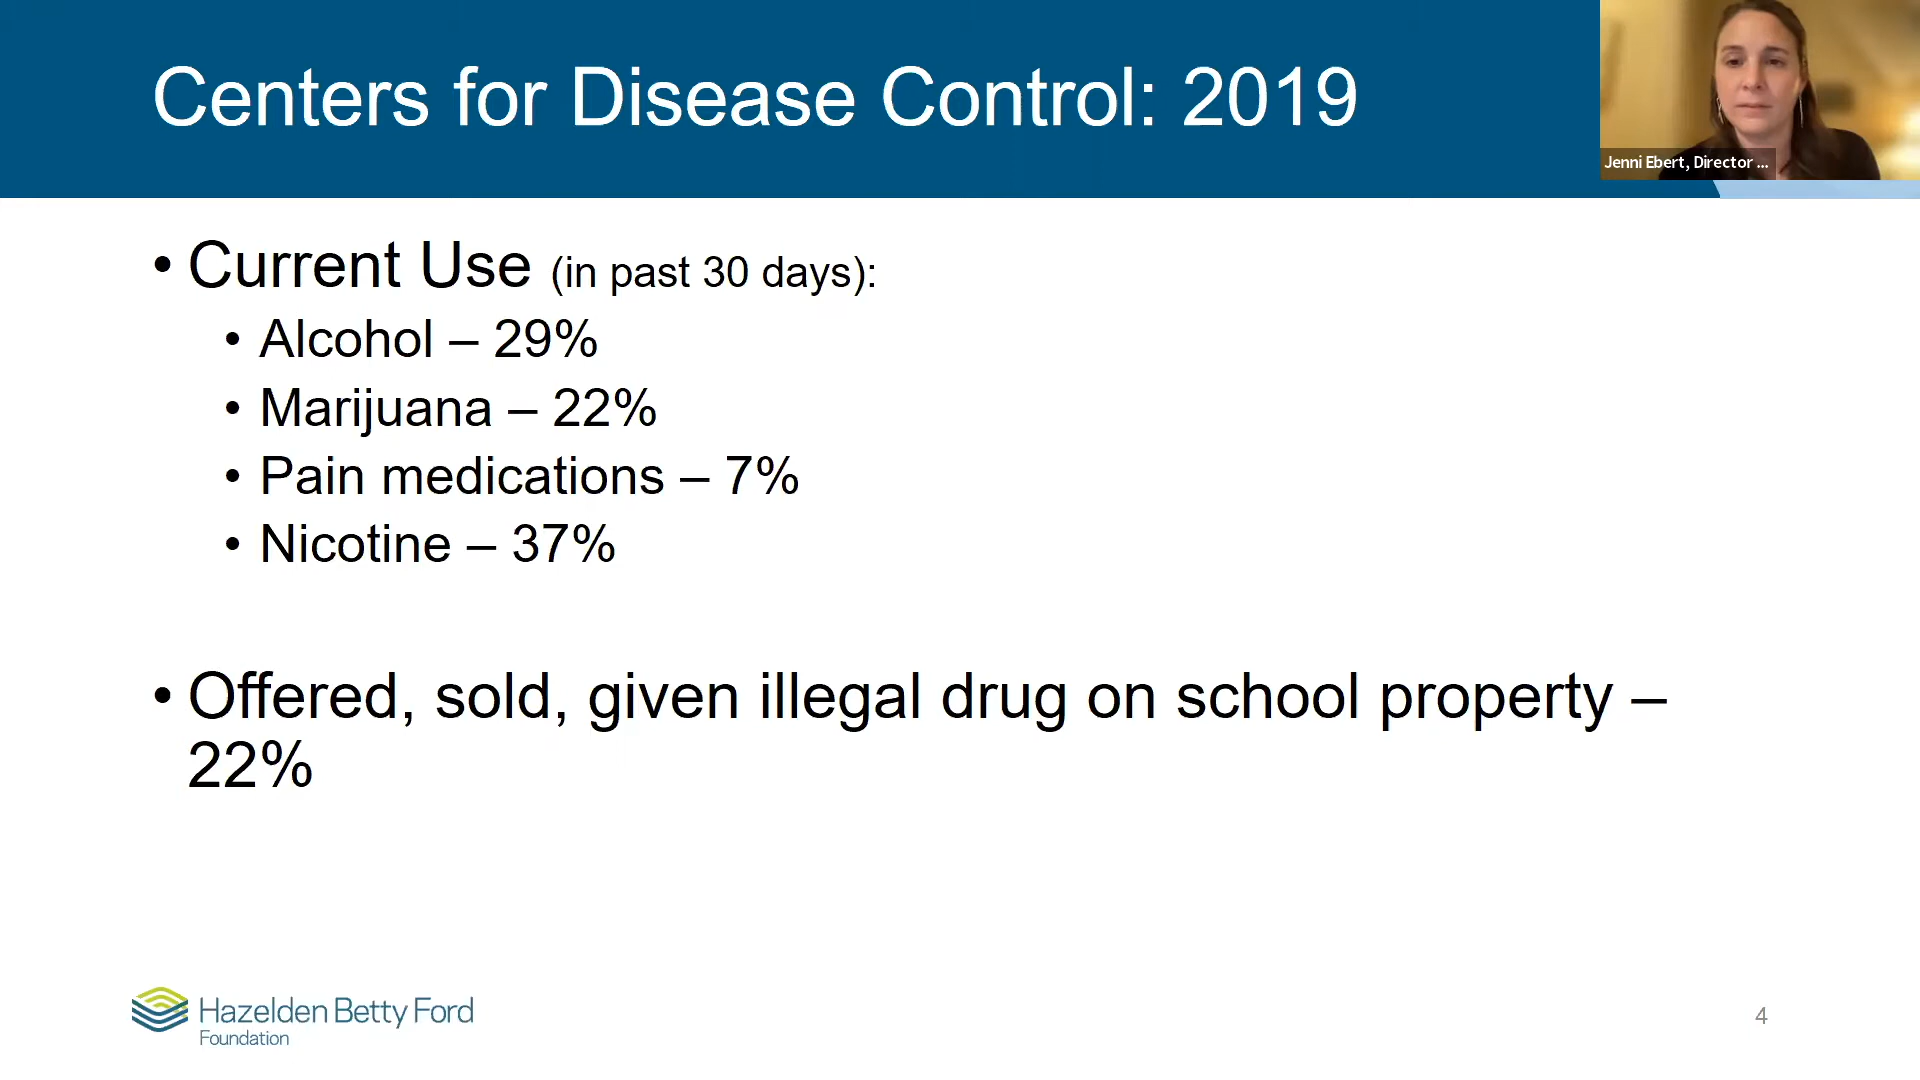 Centers for Disease Control: 2019
Jenni Ebert, Director ...
• Current Use (in past 30 days):
• Alcohol – 29%
• Marijuana – 22%
• Pain medications – 7%
• Nicotine – 37%
• Offered, sold, given illegal drug on school property –
22%
Hazelden Betty Ford
Foundation
4